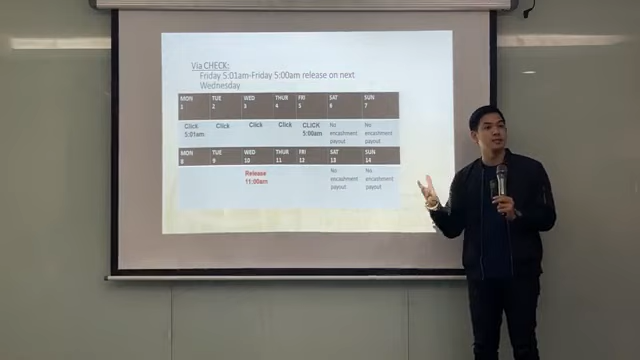 Via CHECK:
Friday 5:01am-Friday 5:00am release on next
Wednesday
MON TUE WED THUR FRI SAT SUN
1 2 3 4 5 6 7
Click Click Click Click CLICK No No
5:01am 5:00am encashment encashment
payout payout
MON TUE WED THUR FRI SAT SUN
8 9 10 11 12 13 14
Release No No
11:00am encashment encashment
payout payout